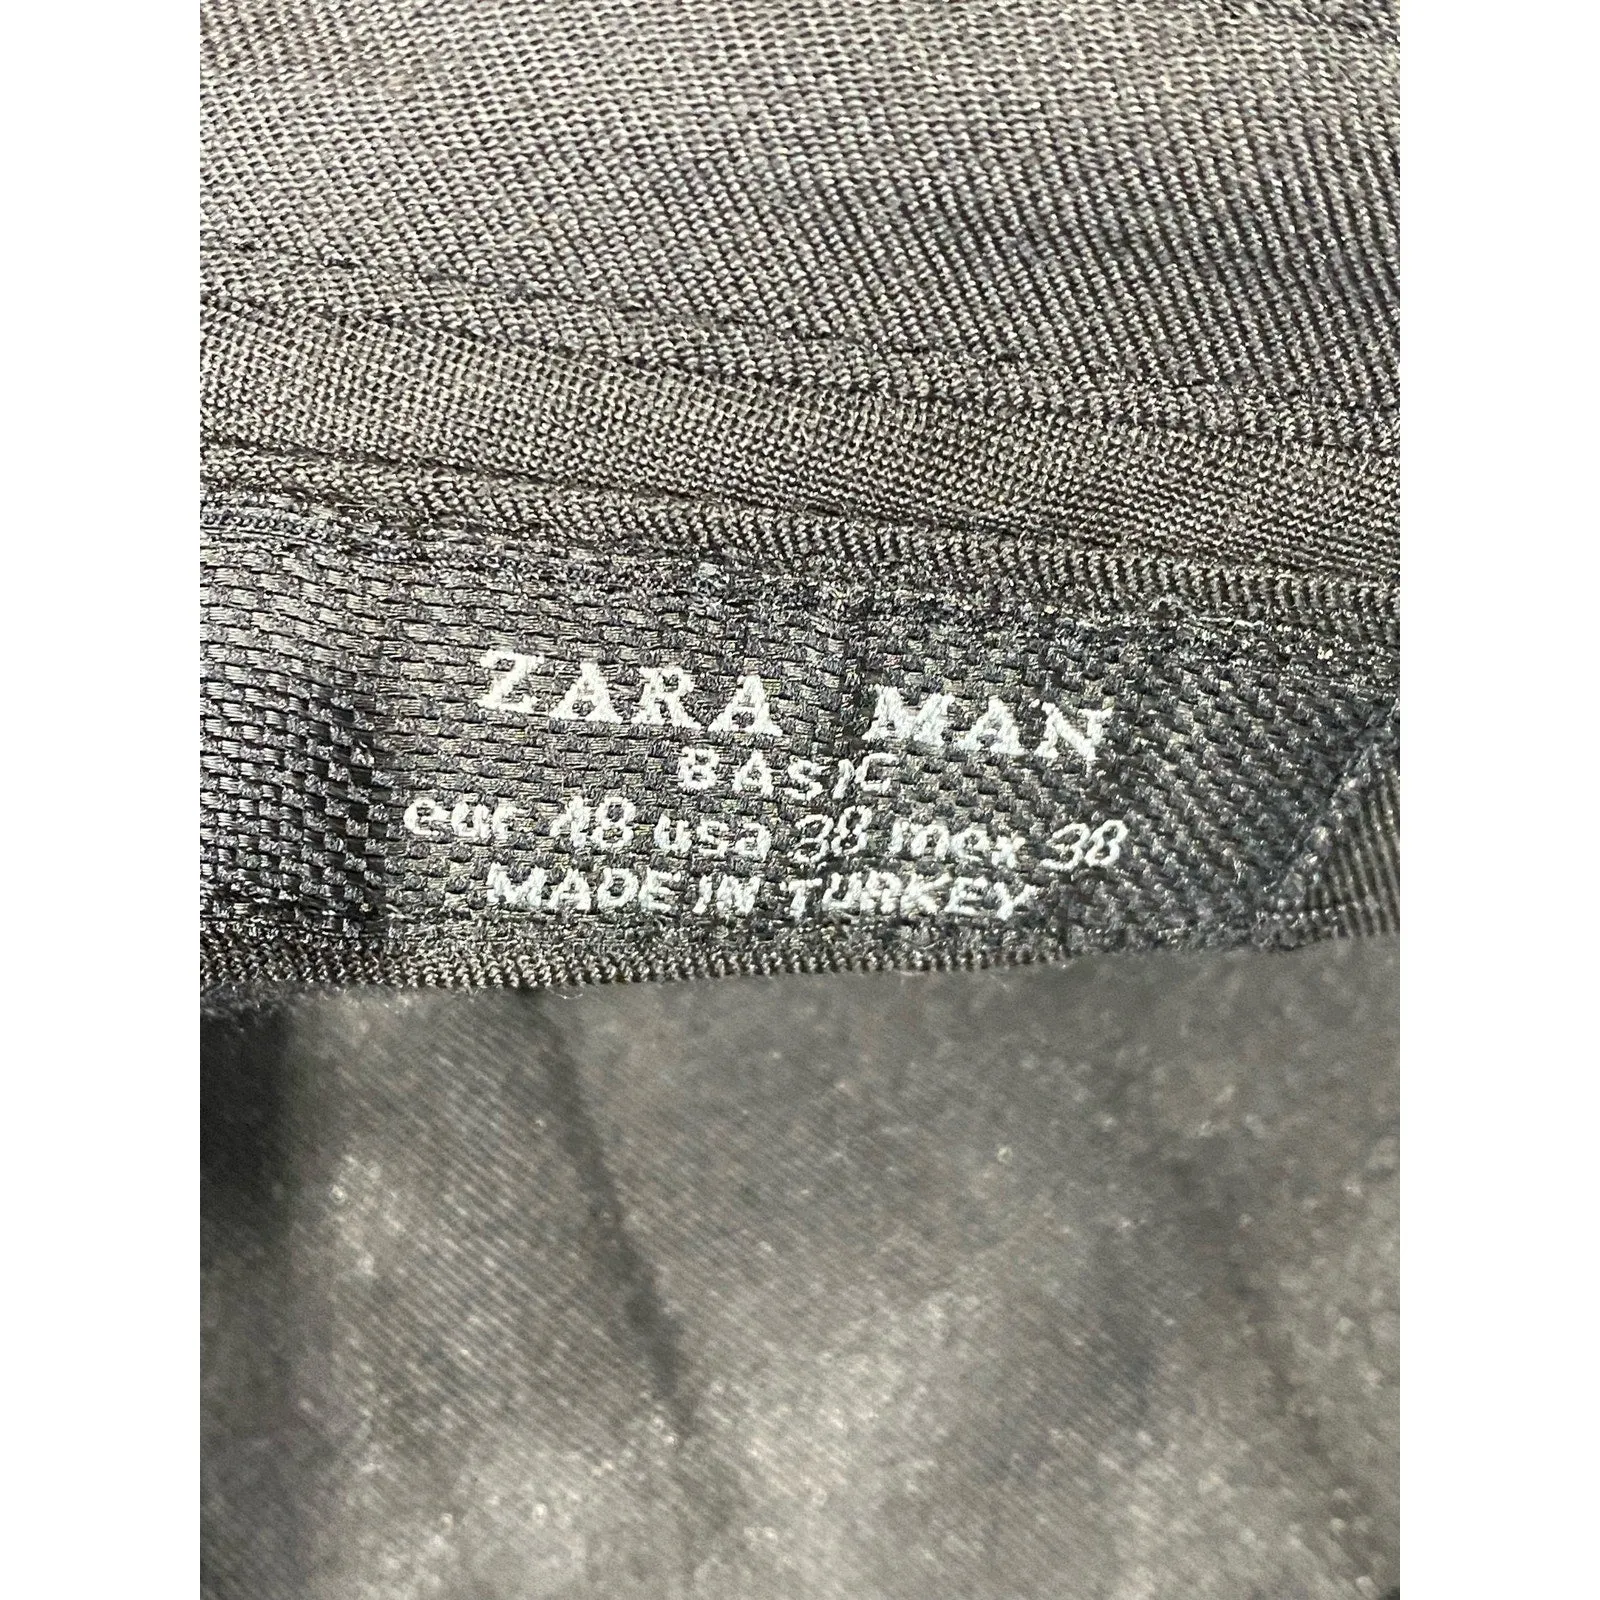 ZARA MAN
BASIC
eur 48 usa 38 mex 38
MADE IN TURKEY